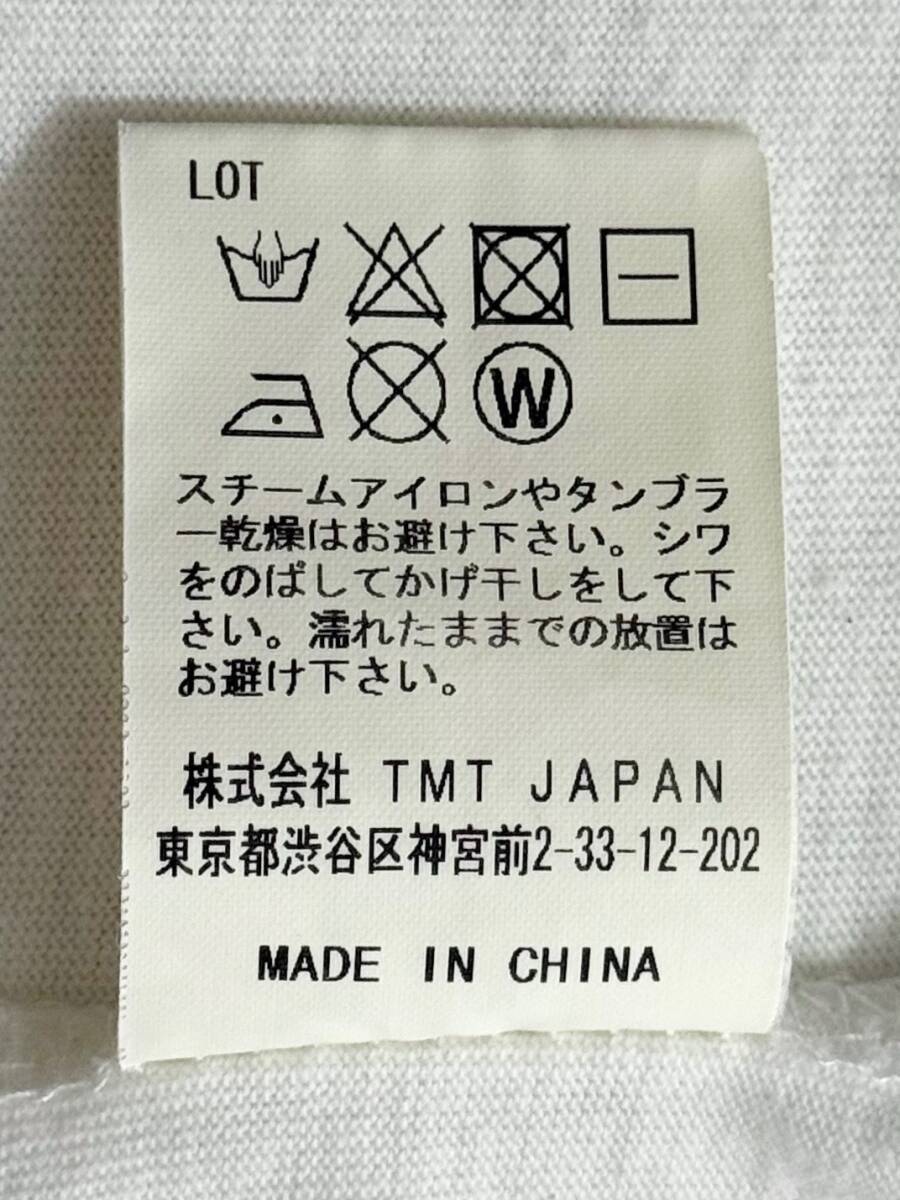 LOT
W
スチームアイロンやタンブラ
ー乾燥はお避け下さい。シワ
をのばしてかげ干しをして下
さい。濡れたままでの放置は
お避け下さい。
株式会社 TMT JAPAN
東京都渋谷区神宮前2-33-12-202
MADE IN CHINA